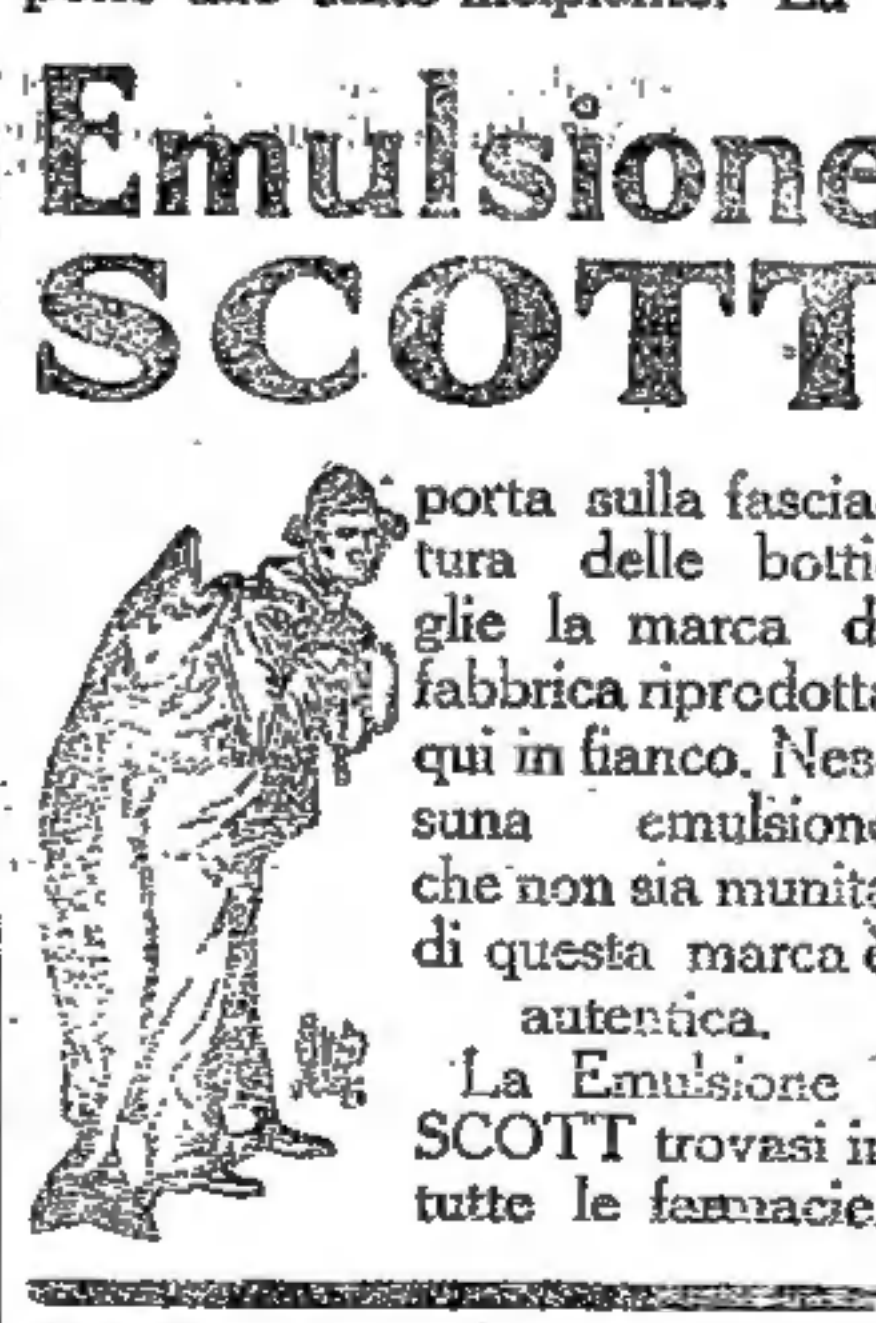 Emulsione
SCOTT
porta sulla fascia-
tura delle botti-
glie la marca di
fabbrica riprodotta
qui in fianco. Nes-
suna emulsione
che non sia munita
di questa marca è
autentica.
La Emulsione
SCOTT trovasi in
tutte le farmacie.